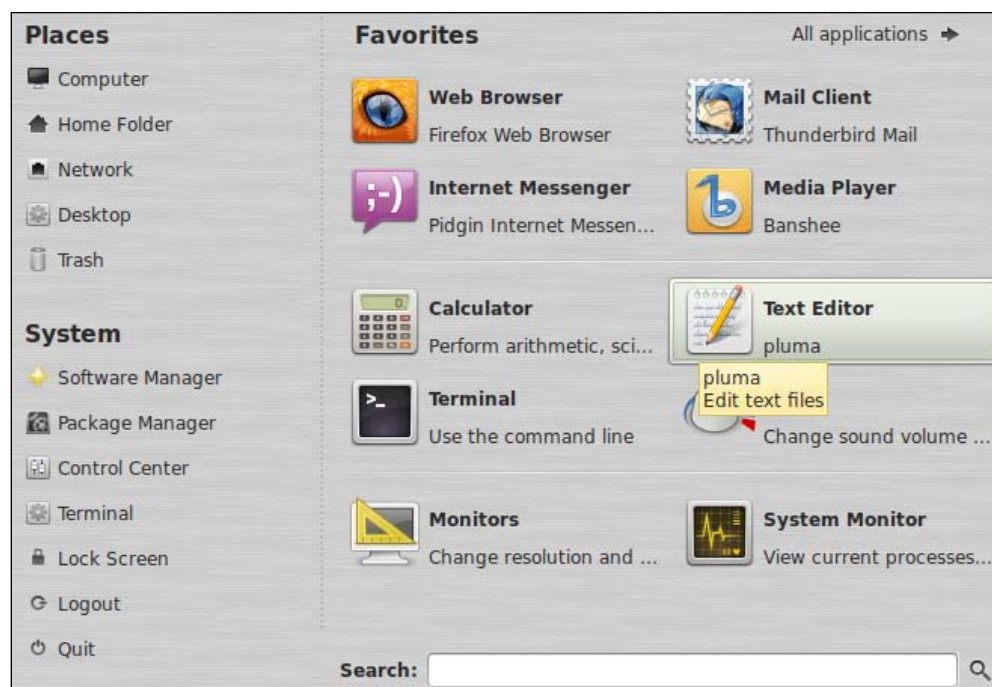 Places
Computer
Home Folder
Network
Desktop
Trash
System
Software Manager
Package Manager
Control Center
Terminal
Lock Screen
Logout
Quit
Favorites
All applications
Web Browser
Firefox Web Browser
Mail Client
Thunderbird Mail
Internet Messenger
Pidgin Internet Messen...
Media Player
Banshee
Calculator
Perform arithmetic, sci...
Text Editor
pluma
pluma
Edit text files
Terminal
Use the command line
Change sound volume ...
Monitors
Change resolution and ...
System Monitor
View current processes...
Search: